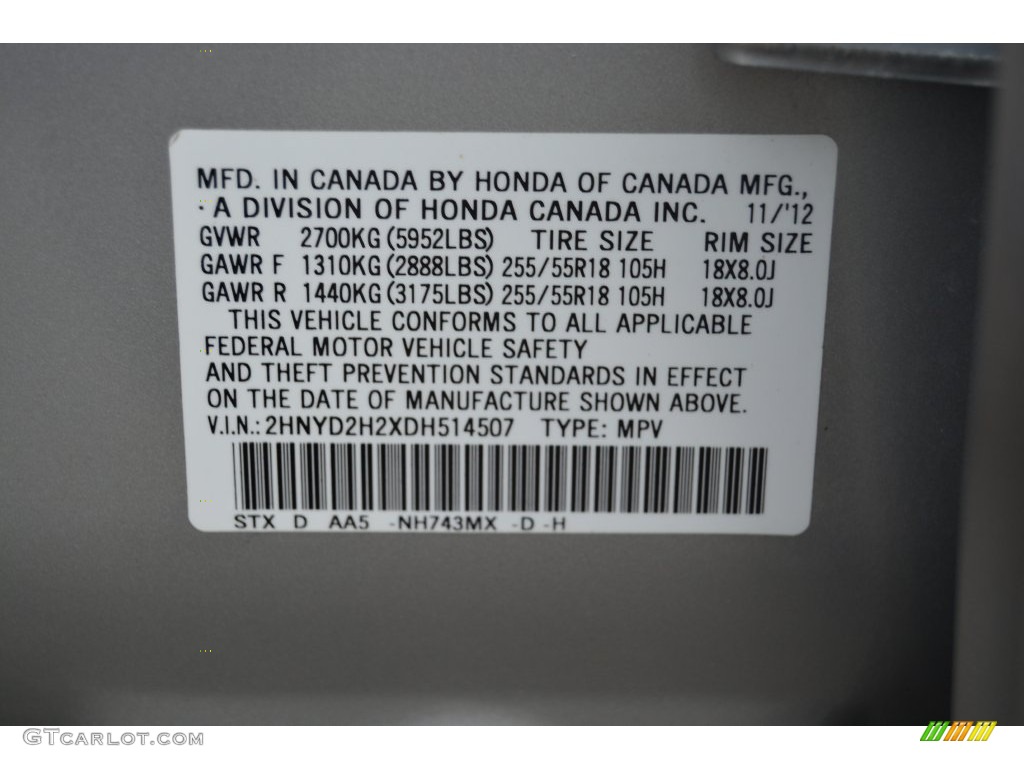 MFD. IN CANADA BY HONDA OF CANADA MFG.,
· A DIVISION OF HONDA CANADA INC. 11/'12
GVWR 2700KG (5952LBS) TIRE SIZE RIM SIZE
GAWR F 1310KG (2888LBS) 255/55R18 105H 18X8.0J
GAWR R 1440KG (3175LBS) 255/55R18 105H 18X8.0J
THIS VEHICLE CONFORMS TO ALL APPLICABLE
FEDERAL MOTOR VEHICLE SAFETY
AND THEFT PREVENTION STANDARDS IN EFFECT
ON THE DATE OF MANUFACTURE SHOWN ABOVE.
V.I.N.: 2HNYD2H2XDH514507 TYPE: MPV
STX D AA5 -NH743MX -D -H
GTCARLOT.COM